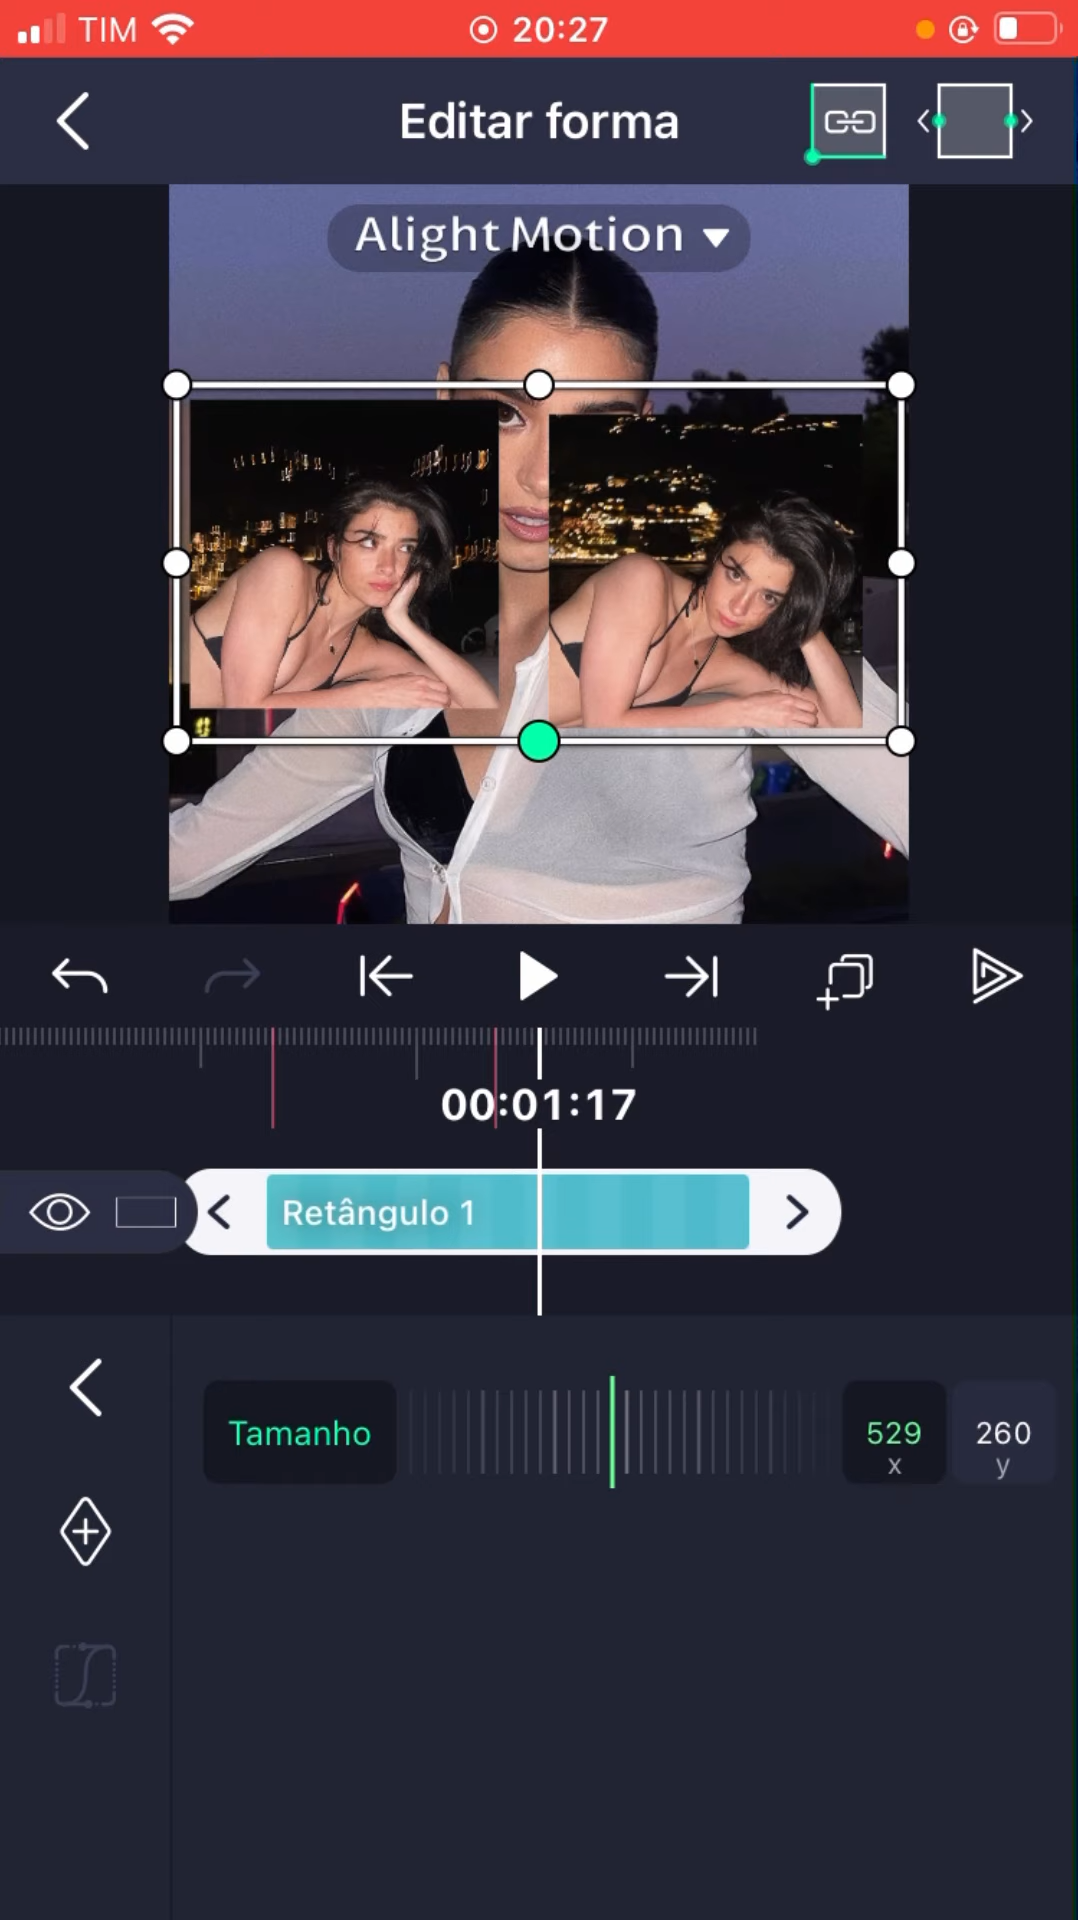 TIM 20:27
Editar forma
Alight Motion
00:01:17
Retângulo 1
Tamanho 529 260
x y